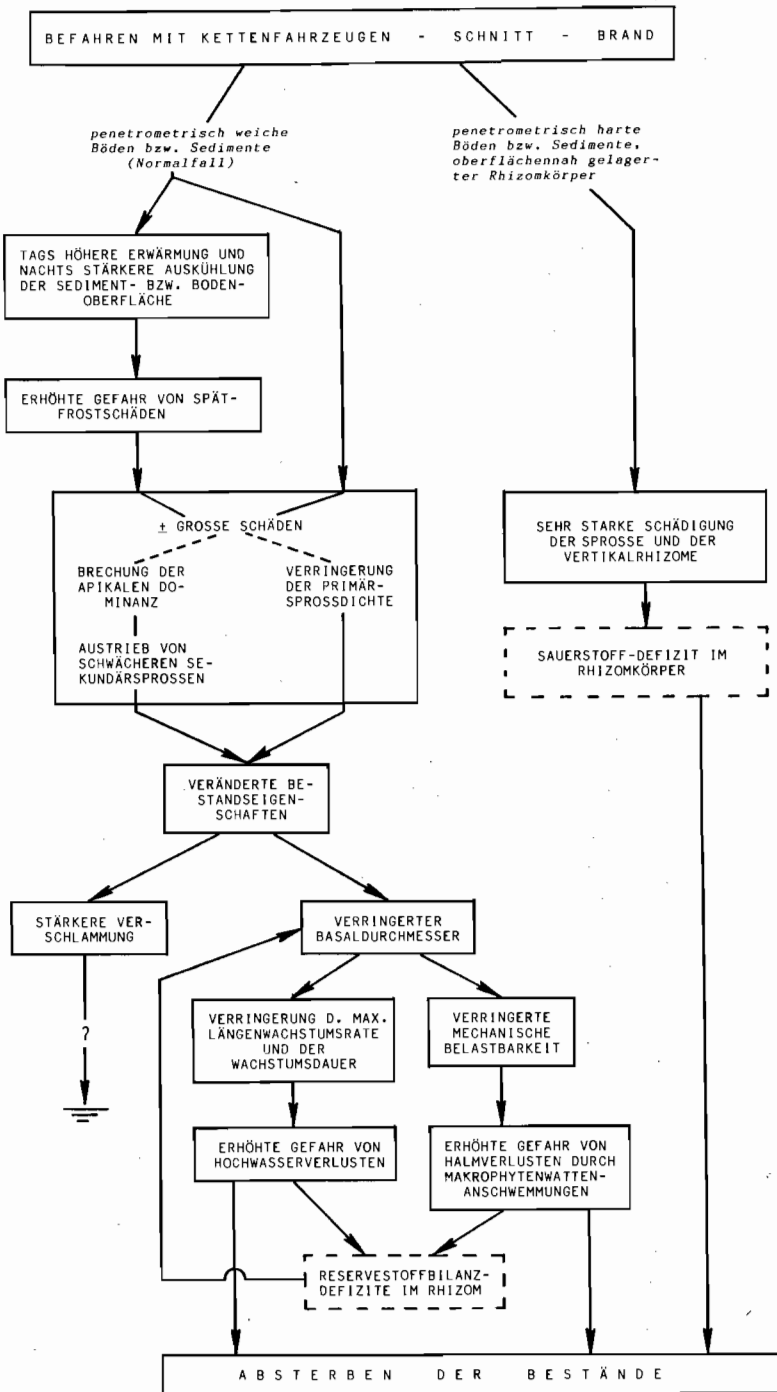 BEFAHREN MIT KETTENFAHRZEUGEN - SCHNITT - BRAND
penetrometrisch weiche
Böden bzw. Sedimente
(Normalfall)
penetrometrisch harte
Böden bzw. Sedimente,
oberflächennah gelager-
ter Rhizomkörper
TAGS HÖHERE ERWÄRMUNG UND
NACHTS STÄRKERE AUSKÜHLUNG
DER SEDIMENT- BZW. BODEN-
OBERFLÄCHE
ERHÖHTE GEFAHR VON SPÄT-
FROSTSCHÄDEN
± GROSSE SCHÄDEN
BRECHUNG DER
APIKALEN DO-
MINANZ
VERRINGERUNG
DER PRIMÄR-
SPROSSDICHTE
AUSTRIEB VON
SCHWÄCHEREN SE-
KUNDÄRSPROSSEN
SEHR STARKE SCHÄDIGUNG
DER SPROSSE UND DER
VERTIKALRHIZOME
SAUERSTOFF-DEFIZIT IM
RHIZOMKÖRPER
VERÄNDERTE BE-
STANDSEIGEN-
SCHAFTEN
STÄRKERE VER-
SCHLAMMUNG
VERRINGERTER
BASALDURCHMESSER
?
VERRINGERUNG D. MAX.
LÄNGENWACHSTUMSRATE
UND DER
WACHSTUMSDAUER
VERRINGERTE
MECHANISCHE
BELASTBARKEIT
ERHÖHTE GEFAHR VON
HOCHWASSERVERLUSTEN
ERHÖHTE GEFAHR VON
HALMVERLUSTEN DURCH
MAKROPHYTENWATTEN-
ANSCHWEMMUNGEN
RESERVESTOFFBILANZ-
DEFIZITE IM RHIZOM
ABSTERBEN DER BESTÄNDE